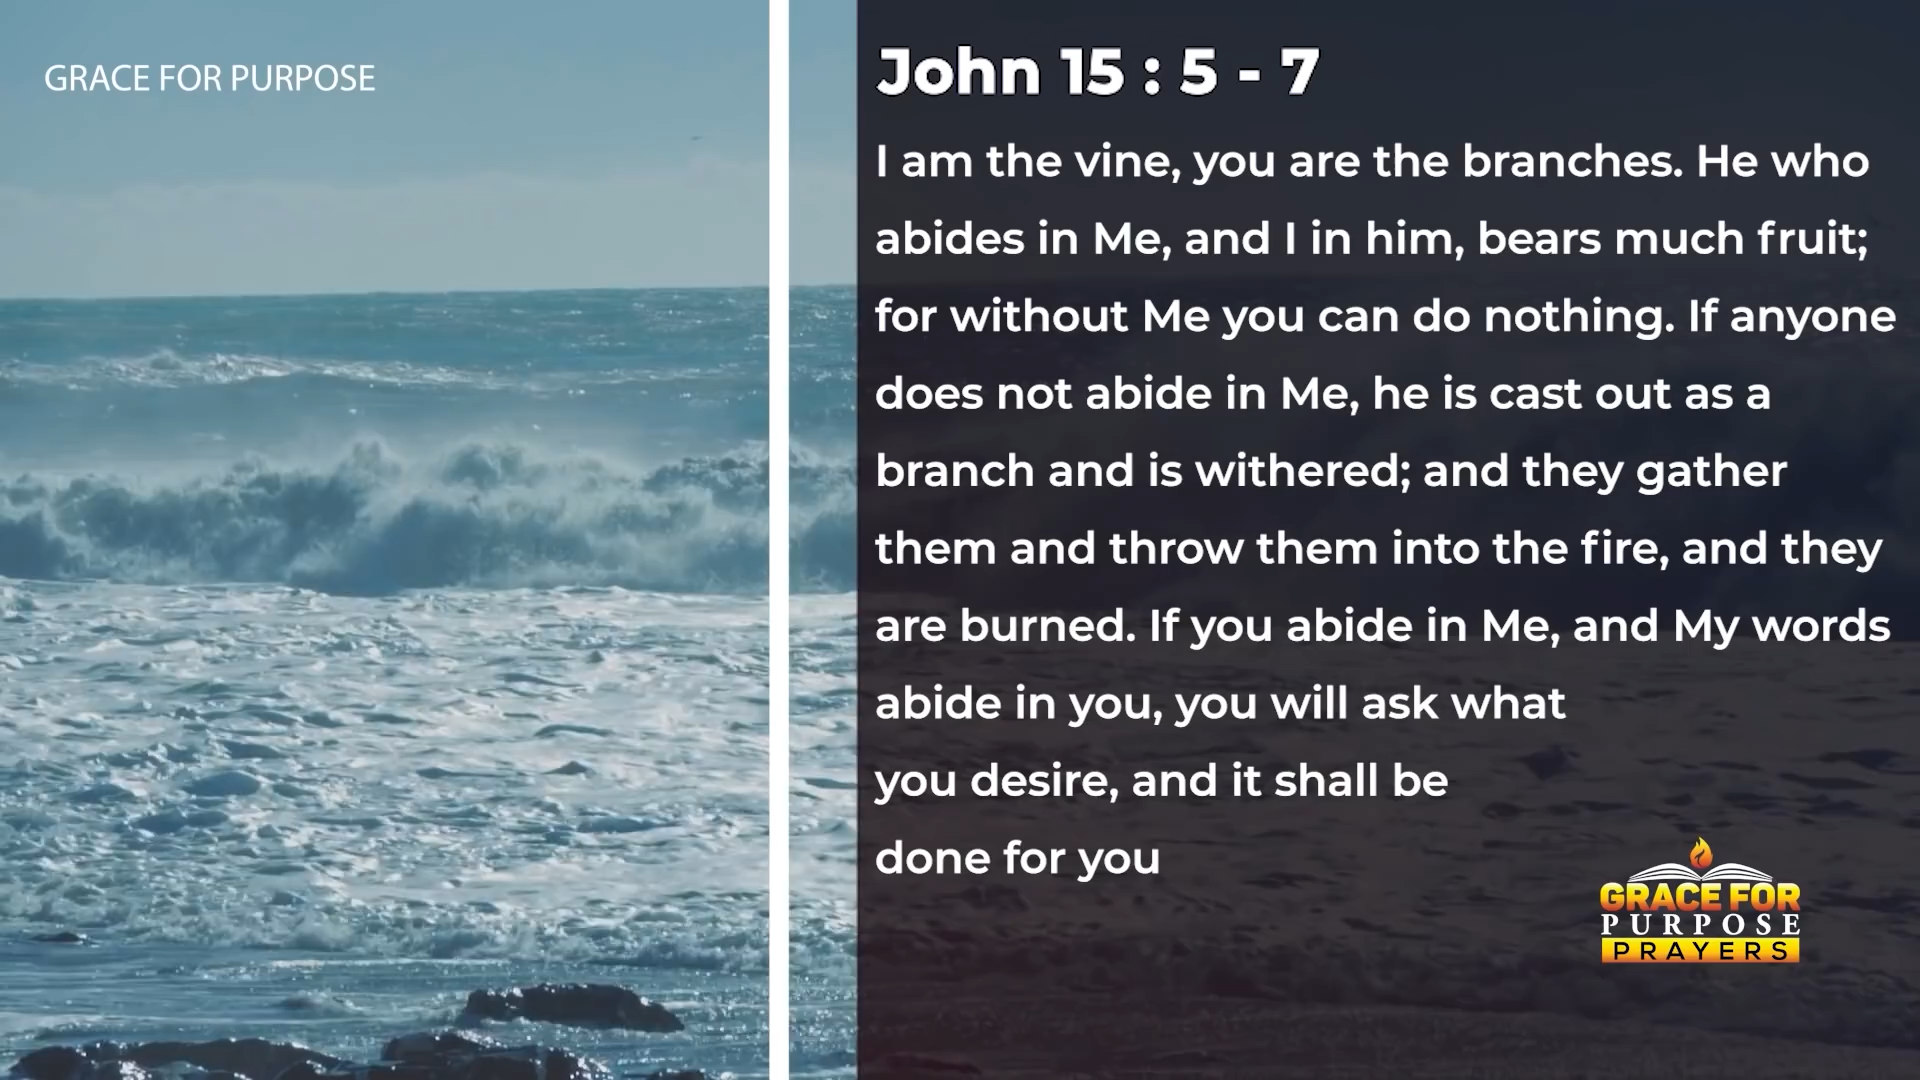 GRACE FOR PURPOSE
John 15 : 5 - 7
I am the vine, you are the branches. He who
abides in Me, and I in him, bears much fruit;
for without Me you can do nothing. If anyone
does not abide in Me, he is cast out as a
branch and is withered; and they gather
them and throw them into the fire, and they
are burned. If you abide in Me, and My words
abide in you, you will ask what
you desire, and it shall be
done for you
GRACE FOR
PURPOSE
PRAYERS